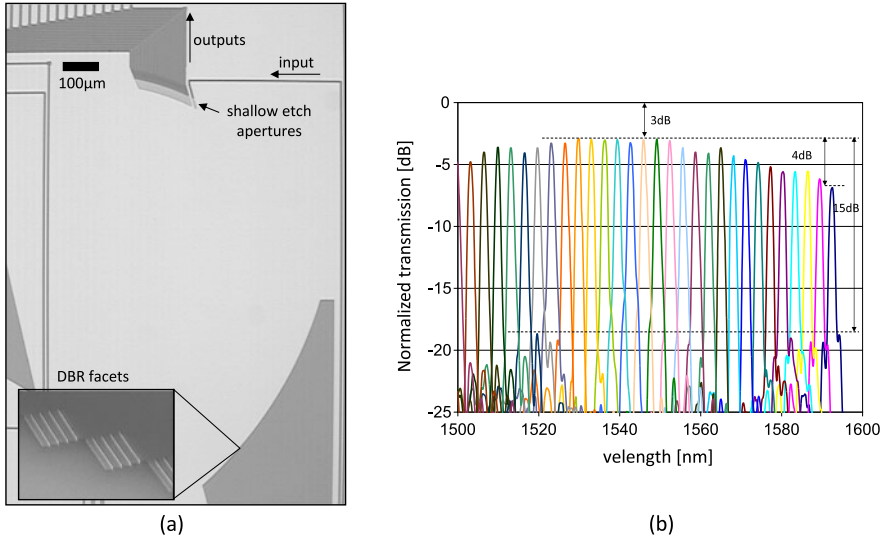 outputs
input
100µm
shallow etch
apertures
DBR facets
(a)
Normalized transmission [dB]
0
-5
-10
-15
-20
-25
3dB
4dB
15dB
1500
1520
1540
1560
1580
1600
velength [nm]
(b)